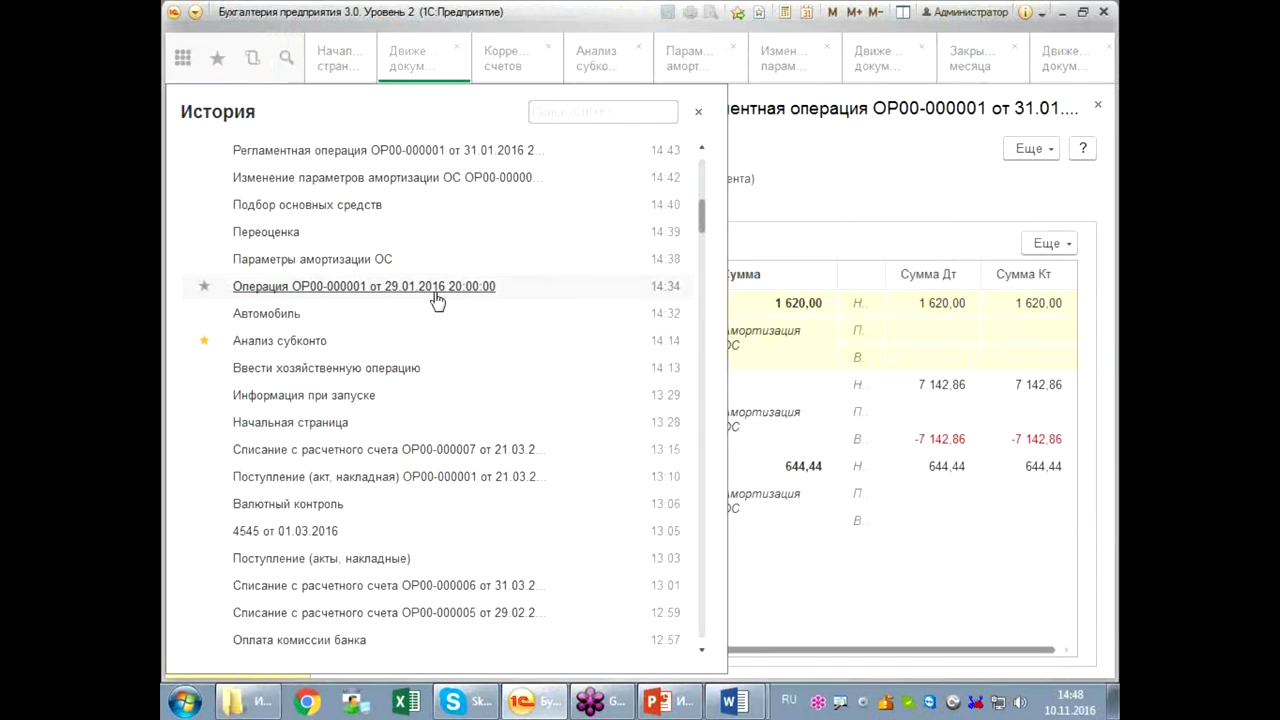 Бухгалтерия предприятия 3.0. Уровень 2 (1С:Предприятие)
M M+ M- Администратор
Начал... стран...
Движе... докум...
Корре... счетов
Анализ субко...
Парам... аморт...
Измен... парам...
Движе... докум...
Закры... месяца
Движе... докум...
История
Поиск (Ctrl+F)
ментная операция ОР00-000001 от 31.01....
Еще ?
ента)
Регламентная операция ОР00-000001 от 31.01.2016 2... 14:43
Изменение параметров амортизации ОС ОР00-00000... 14:42
Подбор основных средств 14:40
Переоценка 14:39
Параметры амортизации ОС 14:38
Операция ОР00-000001 от 29.01.2016 20:00:00 14:34
Автомобиль 14:32
Анализ субконто 14:14
Ввести хозяйственную операцию 14:13
Информация при запуске 13:29
Начальная страница 13:28
Списание с расчетного счета ОР00-000007 от 21.03.2... 13:15
Поступление (акт, накладная) ОР00-000001 от 21.03.2... 13:10
Валютный контроль 13:06
4545 от 01.03.2016 13:05
Поступление (акты, накладные) 13:03
Списание с расчетного счета ОР00-000006 от 31.03.2... 13:01
Списание с расчетного счета ОР00-000005 от 29.02.2... 12:59
Оплата комиссии банка 12:57
Еще
Сумма Сумма Дт Сумма Кт
1 620,00 Н.. 1 620,00 1 620,00
мортизация П..
ОС
В..
Н.. 7 142,86 7 142,86
мортизация П..
ОС
В.. -7 142,86 -7 142,86
644,44 Н.. 644,44 644,44
мортизация П..
ОС
В..
И... Sk... Бу... G... И...
RU
14:48
10.11.2016